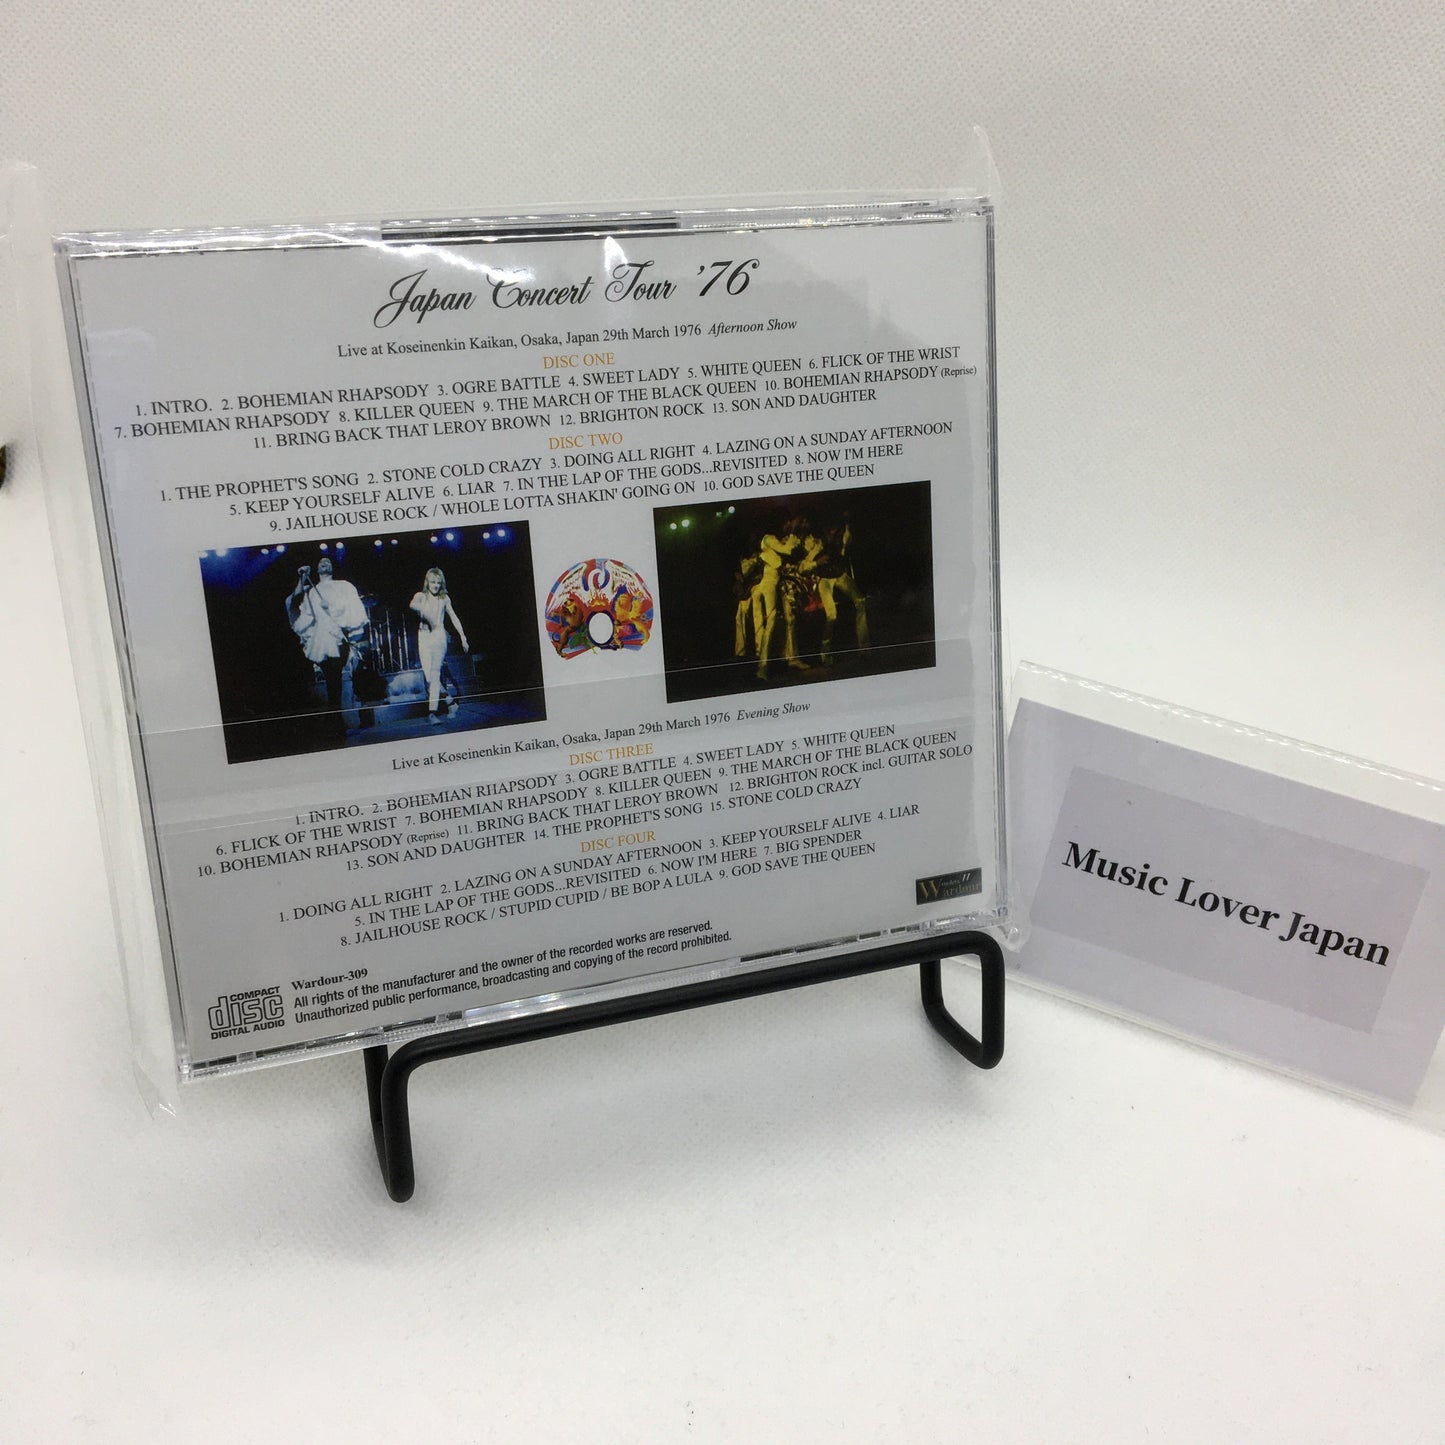 Japan Concert Tour '76
Live at Koseinenkin Kaikan, Osaka, Japan 29th March 1976 Afternoon Show
DISC ONE
1. INTRO. 2. BOHEMIAN RHAPSODY 3. OGRE BATTLE 4. SWEET LADY 5. WHITE QUEEN 6. FLICK OF THE WRIST
7. BOHEMIAN RHAPSODY 8. KILLER QUEEN 9. THE MARCH OF THE BLACK QUEEN 10. BOHEMIAN RHAPSODY (Reprise)
11. BRING BACK THAT LEROY BROWN 12. BRIGHTON ROCK 13. SON AND DAUGHTER
DISC TWO
1. THE PROPHET'S SONG 2. STONE COLD CRAZY 3. DOING ALL RIGHT 4. LAZING ON A SUNDAY AFTERNOON
5. KEEP YOURSELF ALIVE 6. LIAR 7. IN THE LAP OF THE GODS...REVISITED 8. NOW I'M HERE
9. JAILHOUSE ROCK / WHOLE LOTTA SHAKIN' GOING ON 10. GOD SAVE THE QUEEN
Live at Koseinenkin Kaikan, Osaka, Japan 29th March 1976 Evening Show
DISC THREE
1. INTRO. 2. BOHEMIAN RHAPSODY 3. OGRE BATTLE 4. SWEET LADY 5. WHITE QUEEN
6. FLICK OF THE WRIST 7. BOHEMIAN RHAPSODY 8. KILLER QUEEN 9. THE MARCH OF THE BLACK QUEEN
10. BOHEMIAN RHAPSODY (Reprise) 11. BRING BACK THAT LEROY BROWN 12. BRIGHTON ROCK incl. GUITAR SOLO
13. SON AND DAUGHTER 14. THE PROPHET'S SONG 15. STONE COLD CRAZY
DISC FOUR
1. DOING ALL RIGHT 2. LAZING ON A SUNDAY AFTERNOON 3. KEEP YOURSELF ALIVE 4. LIAR
5. IN THE LAP OF THE GODS...REVISITED 6. NOW I'M HERE 7. BIG SPENDER
8. JAILHOUSE ROCK / STUPID CUPID / BE BOP A LULA 9. GOD SAVE THE QUEEN
Wardour
COMPACT
disc
DIGITAL AUDIO
Wardour-309
All rights of the manufacturer and the owner of the recorded works are reserved.
Unauthorized public performance, broadcasting and copying of the record prohibited.
Music Lover Japan